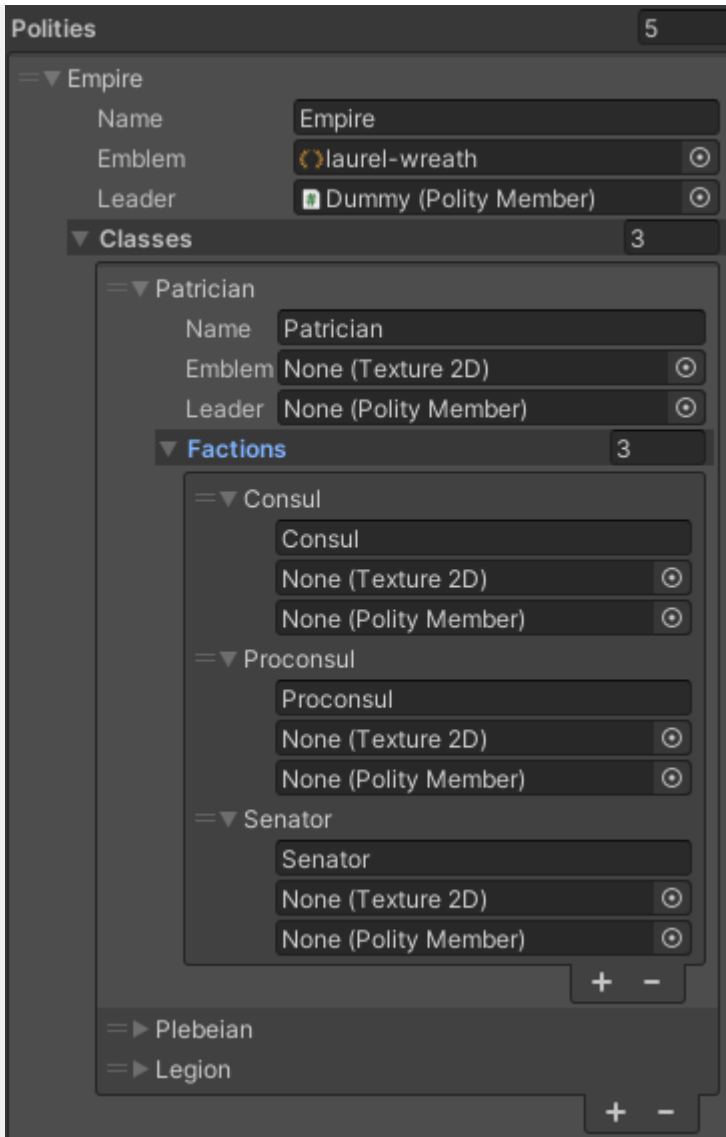 Polities 5
Empire
Name Empire
Emblem laurel-wreath
Leader # Dummy (Polity Member)
Classes 3
Patrician
Name Patrician
Emblem None (Texture 2D)
Leader None (Polity Member)
Factions 3
Consul
Consul
None (Texture 2D)
None (Polity Member)
Proconsul
Proconsul
None (Texture 2D)
None (Polity Member)
Senator
Senator
None (Texture 2D)
None (Polity Member)
+ −
Plebeian
Legion
+ −